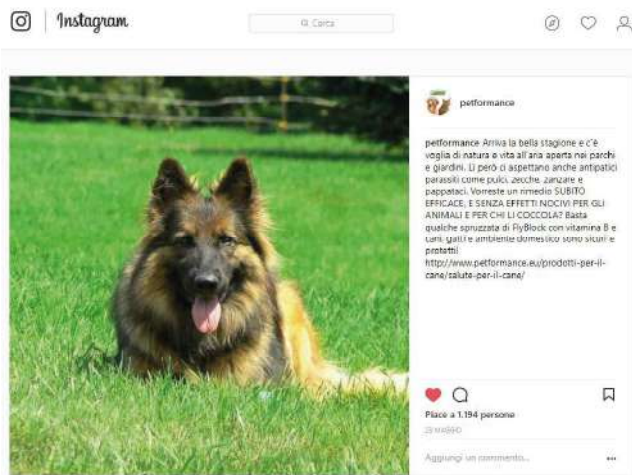 Instagram
Cerca
petformance
petformance Arriva la bella stagione e c'è
voglia di natura e vita all'aria aperta nei parchi
e giardini. Lì però ci aspettano anche antipatici
parassiti come pulci, zecche, zanzare e
pappataci. Vorreste un rimedio SUBITO
EFFICACE, E SENZA EFFETTI NOCIVI PER GLI
ANIMALI E PER CHI LI COCCOLA? Basta
qualche spruzzata di FlyBlock con vitamina B e
cani, gatti e ambiente domestico sono sicuri e
protetti!
http://www.petformance.eu/prodotti-per-il-
cane/salute-per-il-cane/
Piace a 1.194 persone
MAGGIO
Aggiungi un commento...